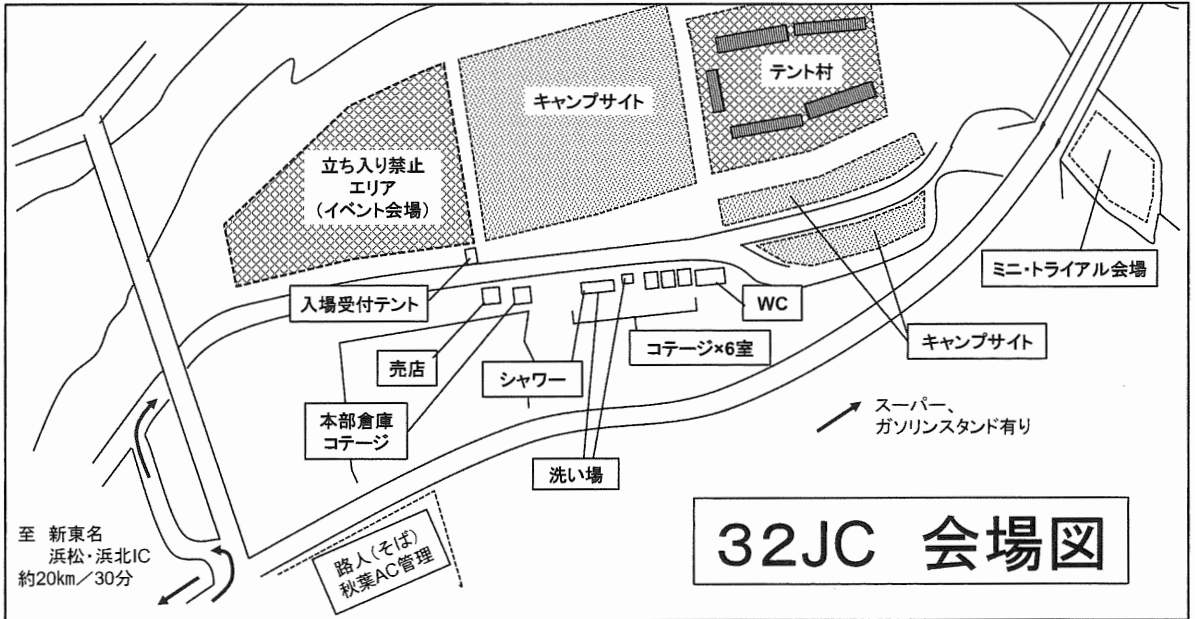 テント村
キャンプサイト
立ち入り禁止
エリア
(イベント会場)
ミニ・トライアル会場
入場受付テント
WC
コテージ×6室
キャンプサイト
売店
シャワー
本部倉庫
コテージ
スーパー、
ガソリンスタンド有り
洗い場
至 新東名
浜松・浜北IC
約20km/30分
路人(そば)
秋葉AC管理
32JC 会場図